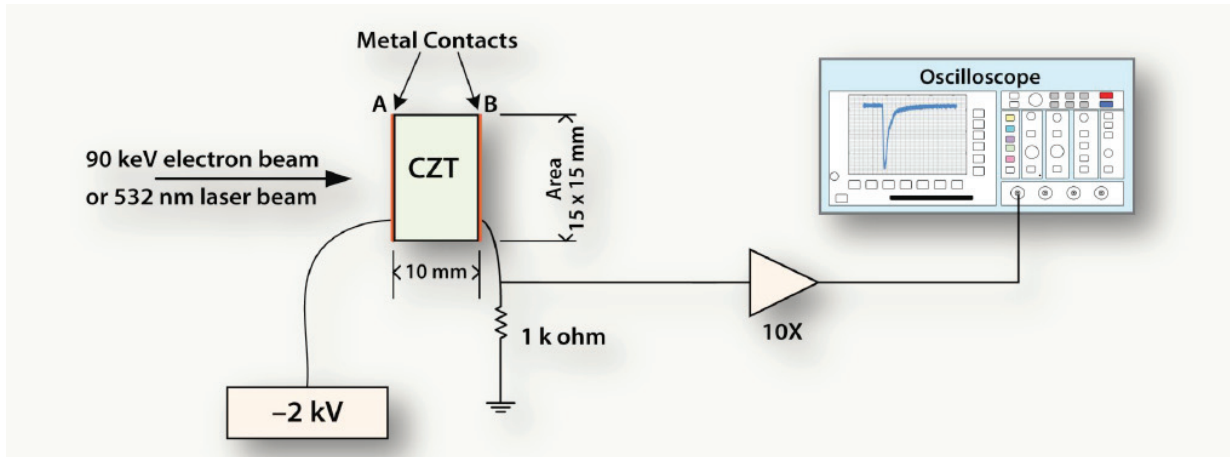 Metal Contacts
A
B
Oscilloscope
CZT
90 keV electron beam
or 532 nm laser beam
Area
15 x 15 mm
10 mm
1 k ohm
10X
–2 kV